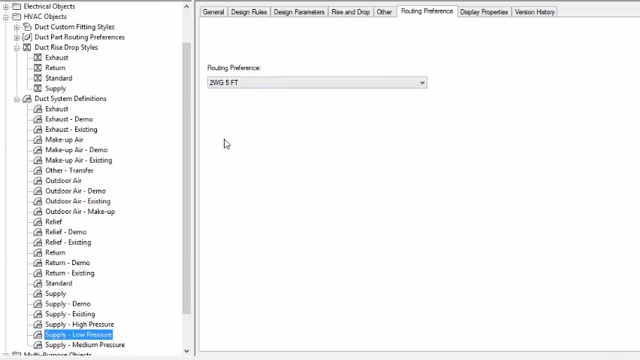 Electrical Objects
HVAC Objects
Duct Custom Fitting Styles
Duct Part Routing Preferences
Duct Rise Drop Styles
Exhaust
Return
Standard
Supply
Duct System Definitions
Exhaust
Exhaust - Demo
Exhaust - Existing
Make-up Air
Make-up Air - Demo
Make-up Air - Existing
Other - Transfer
Outdoor Air
Outdoor Air - Demo
Outdoor Air - Existing
Outdoor Air - Make-up
Relief
Relief - Demo
Relief - Existing
Return
Return - Demo
Return - Existing
Standard
Supply
Supply - Demo
Supply - Existing
Supply - High Pressure
Supply - Low Pressure
Supply - Medium Pressure
Multi-Purpose Objects
General Design Rules Design Parameters Rise and Drop Other Routing Preference Display Properties Version History
Routing Preference:
2WG 5 FT